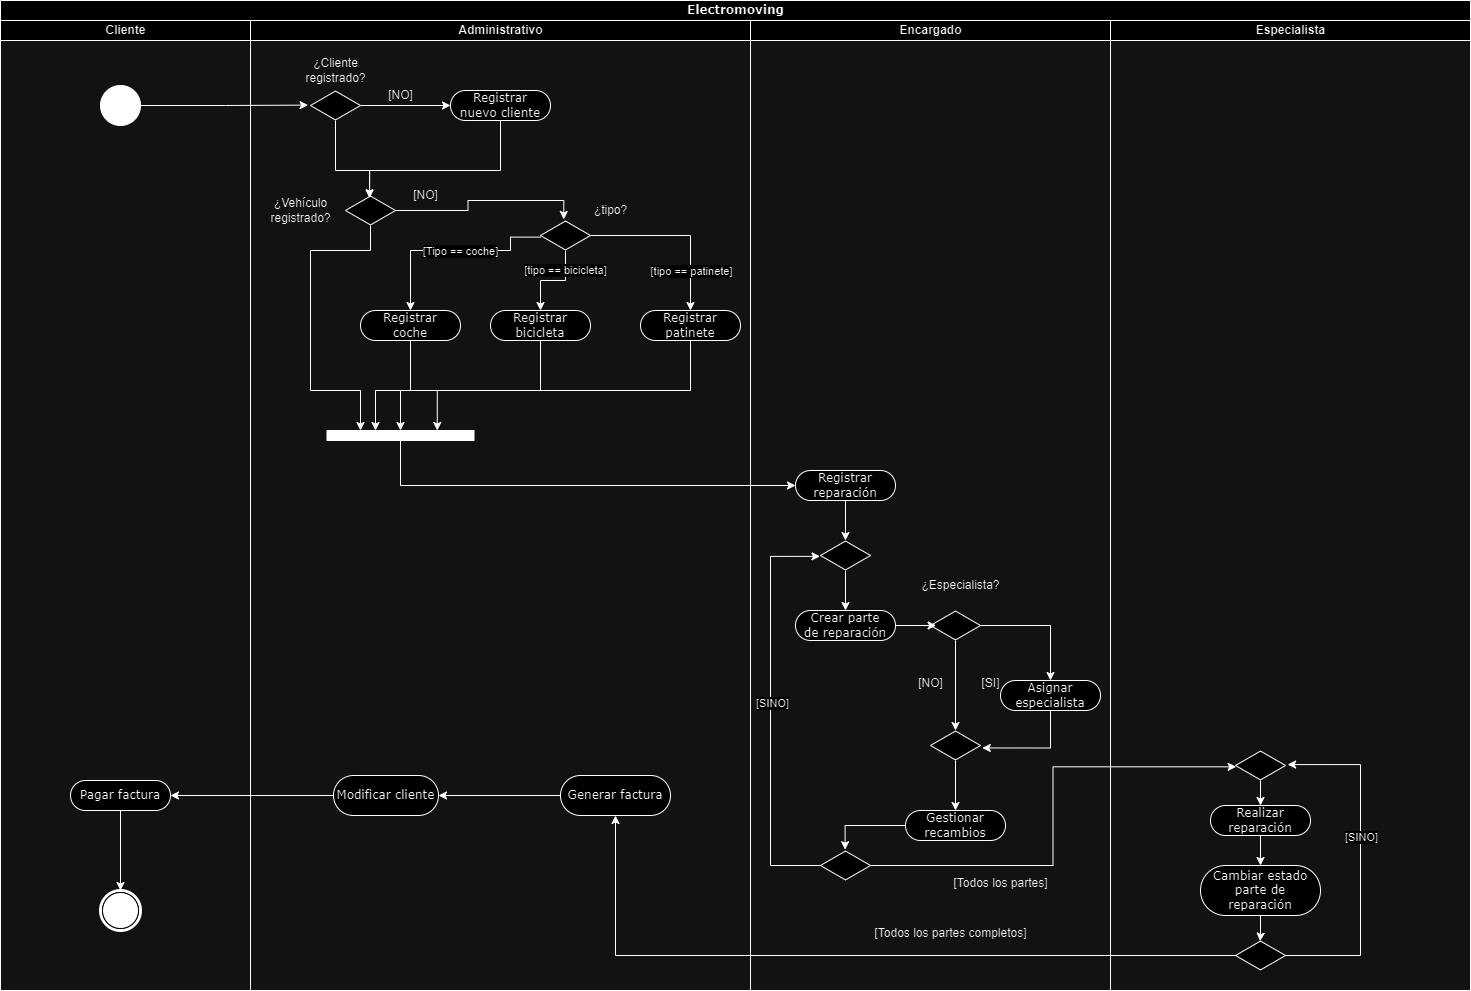 Electromoving
Cliente
Administrativo
Encargado
Especialista
¿Cliente
registrado?
[NO]
Registrar
nuevo cliente
¿Vehículo
registrado?
[NO]
¿tipo?
[Tipo == coche]
[tipo == bicicleta]
[tipo == patinete]
Registrar
coche
Registrar
bicicleta
Registrar
patinete
Registrar
reparación
¿Especialista?
Crear parte
de reparación
[NO]
[SI]
Asignar
especialista
[SINO]
Gestionar
recambios
[Todos los partes]
Realizar
reparación
[SINO]
Cambiar estado
parte de
reparación
[Todos los partes completos]
Generar factura
Modificar cliente
Pagar factura